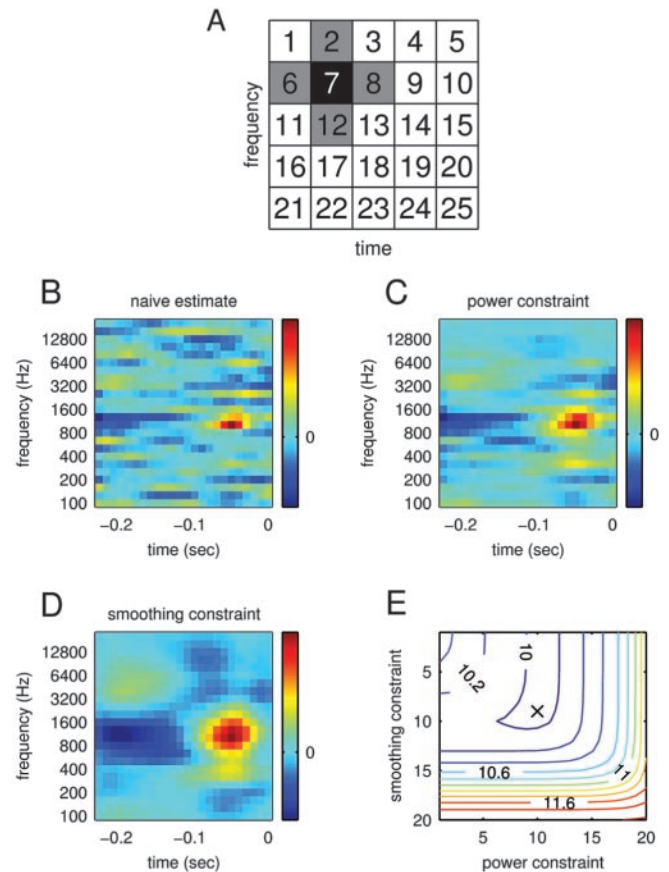 A
1 2 3 4 5
6 7 8 9 10
11 12 13 14 15
16 17 18 19 20
21 22 23 24 25
frequency
time
B
naive estimate
12800
6400
3200
1600
800
400
200
100
frequency (Hz)
0
−0.2 −0.1 0
time (sec)
C
power constraint
12800
6400
3200
1600
800
400
200
100
frequency (Hz)
0
−0.2 −0.1 0
time (sec)
D
smoothing constraint
12800
6400
3200
1600
800
400
200
100
frequency (Hz)
0
−0.2 −0.1 0
time (sec)
E
smoothing constraint
5
10
15
20
10
10.2
10.6
11
11.6
5 10 15 20
power constraint